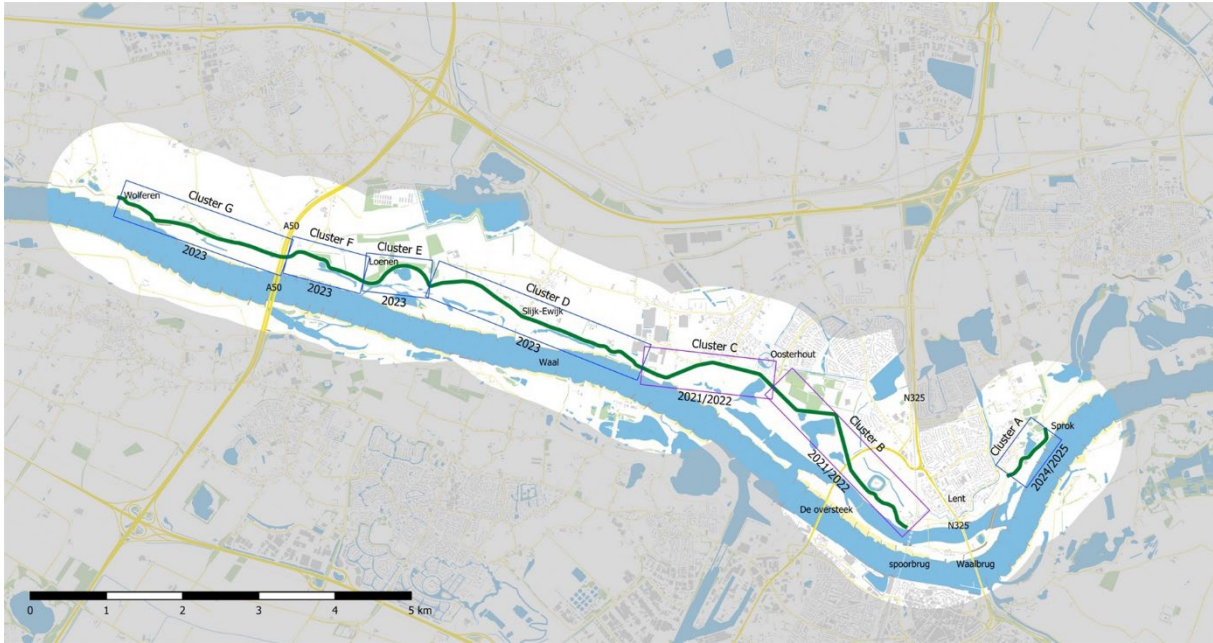 Wolferen
Cluster G
2023
A50
A50
Cluster F
2023
Cluster E
Loenen
2023
Cluster D
Slijk-Ewijk
2023
Waal
Cluster C
2021/2022
Oosterhout
Cluster B
2021/2022
N325
Cluster A
Sprok
2024/2025
Lent
De oversteek
N325
spoorbrug
Waalbrug
0 1 2 3 4 5 km